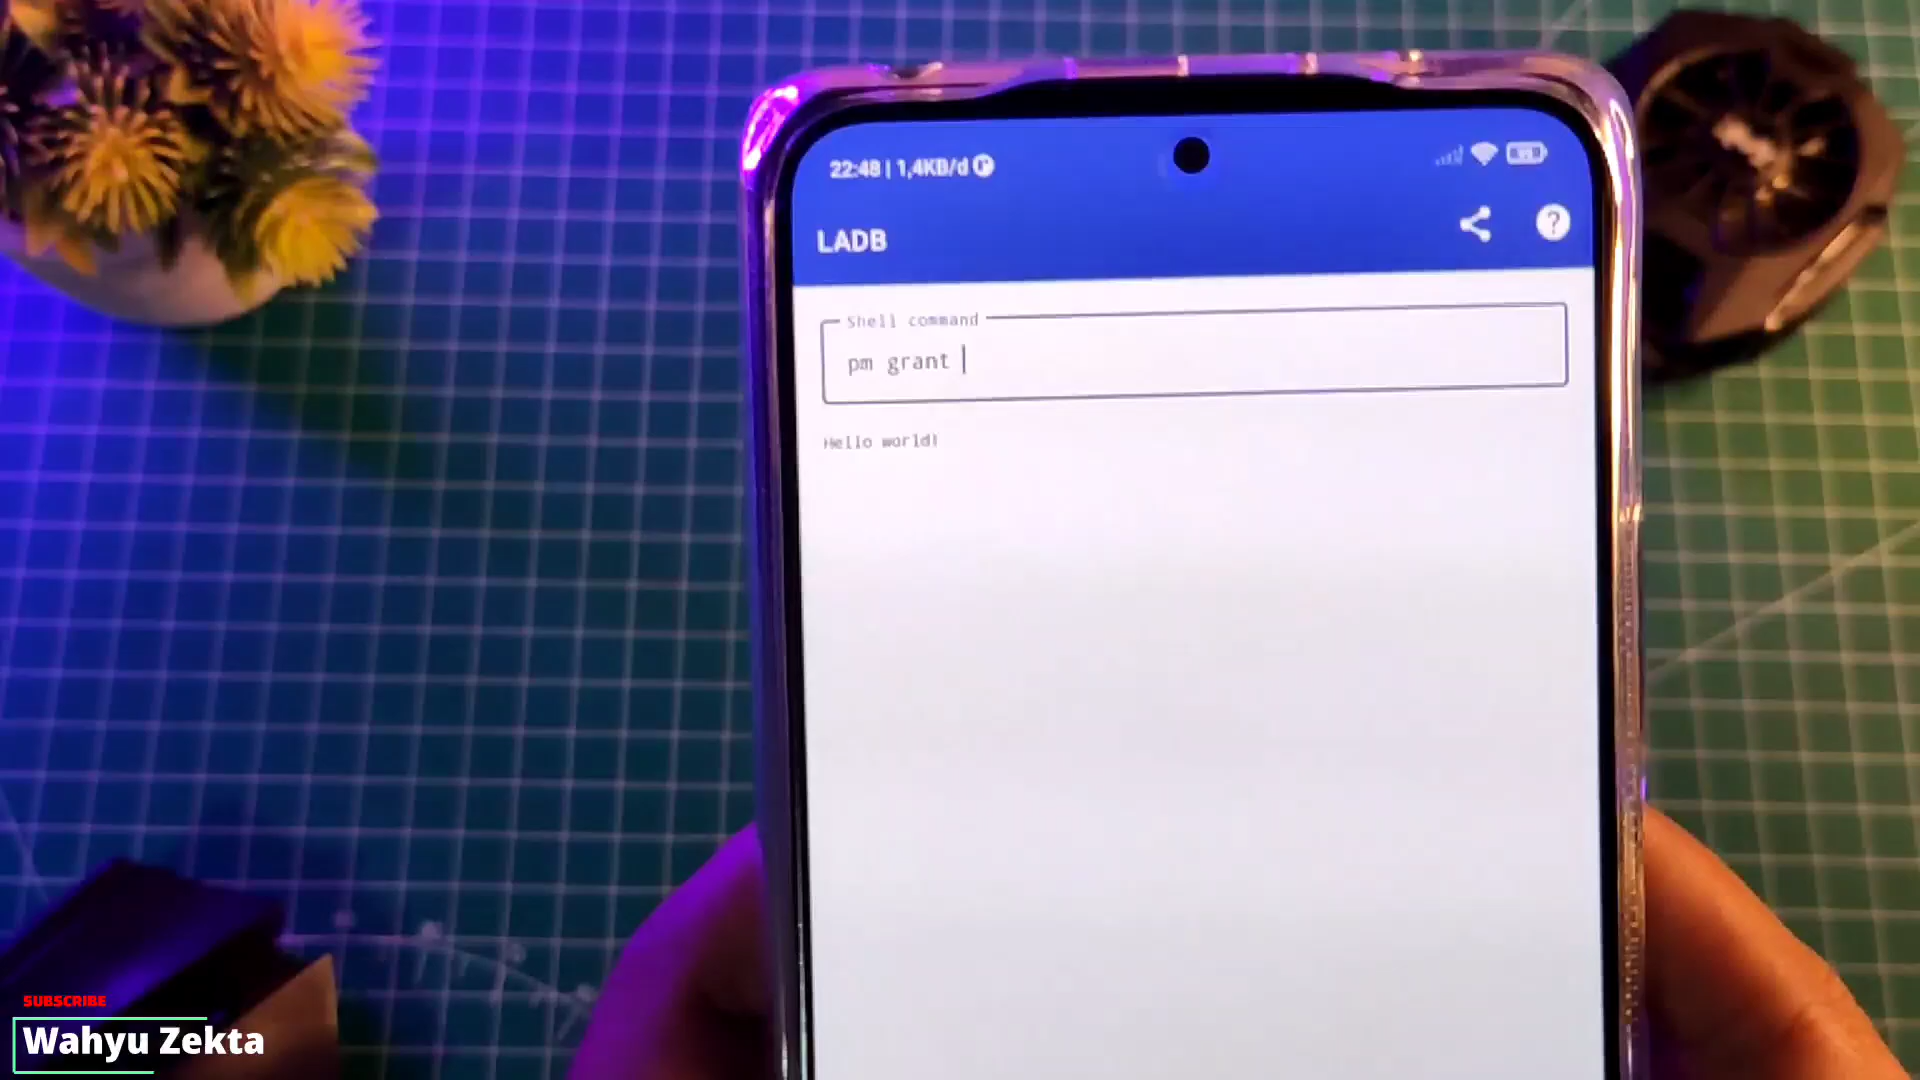 22:48 | 1,4KB/d
LADB
Shell command
pm grant
Hello world!
SUBSCRIBE
Wahyu Zekta